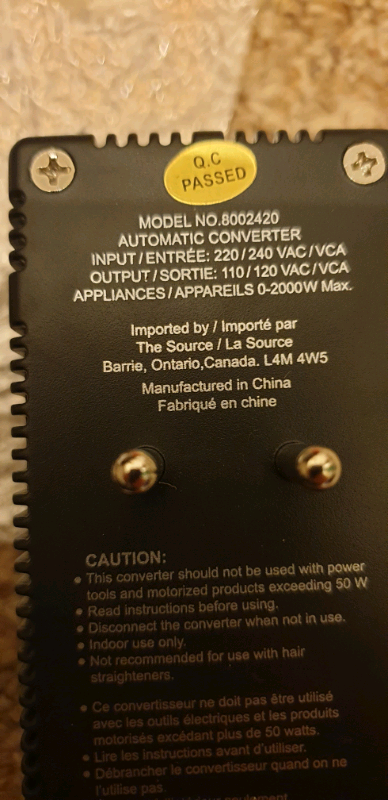 Q.C
PASSED
MODEL NO.8002420
AUTOMATIC CONVERTER
INPUT/ENTRÉE: 220/240 VAC/VCA
OUTPUT/SORTIE: 110/120 VAC/VCA
APPLIANCES/APPAREILS 0-2000W Max.
Imported by / Importé par
The Source / La Source
Barrie, Ontario,Canada. L4M 4W5
Manufactured in China
Fabriqué en chine
CAUTION:
• This converter should not be used with power
tools and motorized products exceeding 50 W
• Read instructions before using.
• Disconnect the converter when not in use.
• Indoor use only.
• Not recommended for use with hair
straighteners.
• Ce convertisseur ne doit pas être utilisé
avec les outils électriques et les produits
motorisés excédant plus de 50 watts.
• Lire les instructions avant d'utiliser.
• Débrancher le convertisseur quand on ne
l'utilise pas.